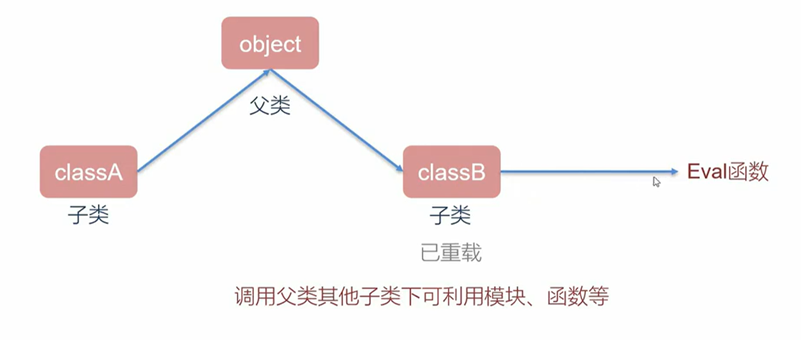 object
父类
classA
classB
Eval函数
子类
子类
已重载
调用父类其他子类下可利用模块、函数等